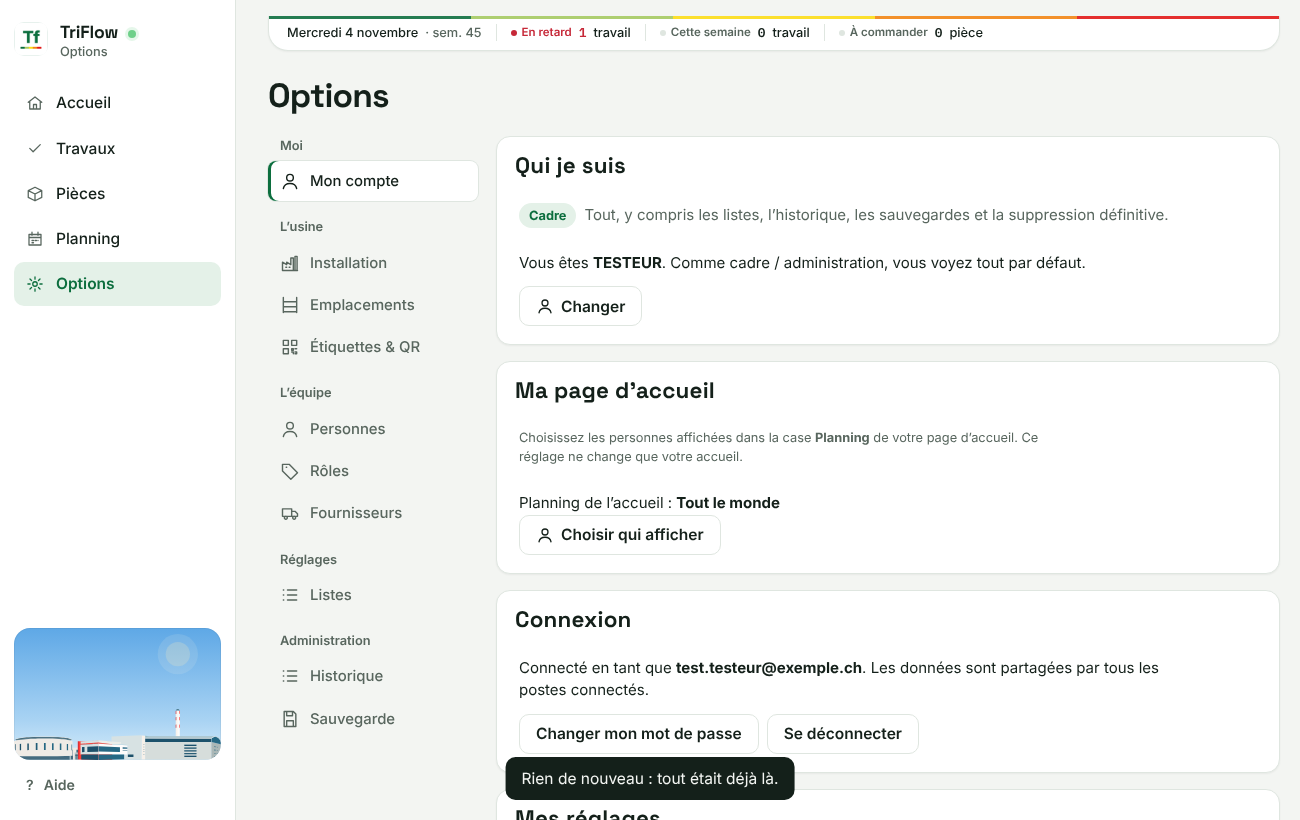 Tf
TriFlow
Options
Accueil
Travaux
Pièces
Planning
Options
? Aide
Mercredi 4 novembre · sem. 45
En retard 1 travail
Cette semaine 0 travail
À commander 0 pièce
Options
Moi
Mon compte
L’usine
Installation
Emplacements
Étiquettes & QR
L’équipe
Personnes
Rôles
Fournisseurs
Réglages
Listes
Administration
Historique
Sauvegarde
Qui je suis
Cadre Tout, y compris les listes, l’historique, les sauvegardes et la suppression définitive.
Vous êtes TESTEUR. Comme cadre / administration, vous voyez tout par défaut.
Changer
Ma page d’accueil
Choisissez les personnes affichées dans la case Planning de votre page d’accueil. Ce
réglage ne change que votre accueil.
Planning de l’accueil : Tout le monde
Choisir qui afficher
Connexion
Connecté en tant que test.testeur@exemple.ch. Les données sont partagées par tous les
postes connectés.
Changer mon mot de passe
Se déconnecter
Rien de nouveau : tout était déjà là.
Mes réglages